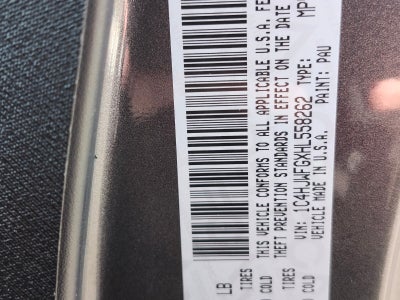 LB TIRES COLD
THIS VEHICLE CONFORMS TO ALL APPLICABLE U.S.A. FE
THEFT PREVENTION STANDARDS IN EFFECT ON THE DATE
TIRES COLD
VIN: 1C4HJWFGXHL558262 TYPE: MP
VEHICLE MADE IN U.S.A. PAINT: PAU